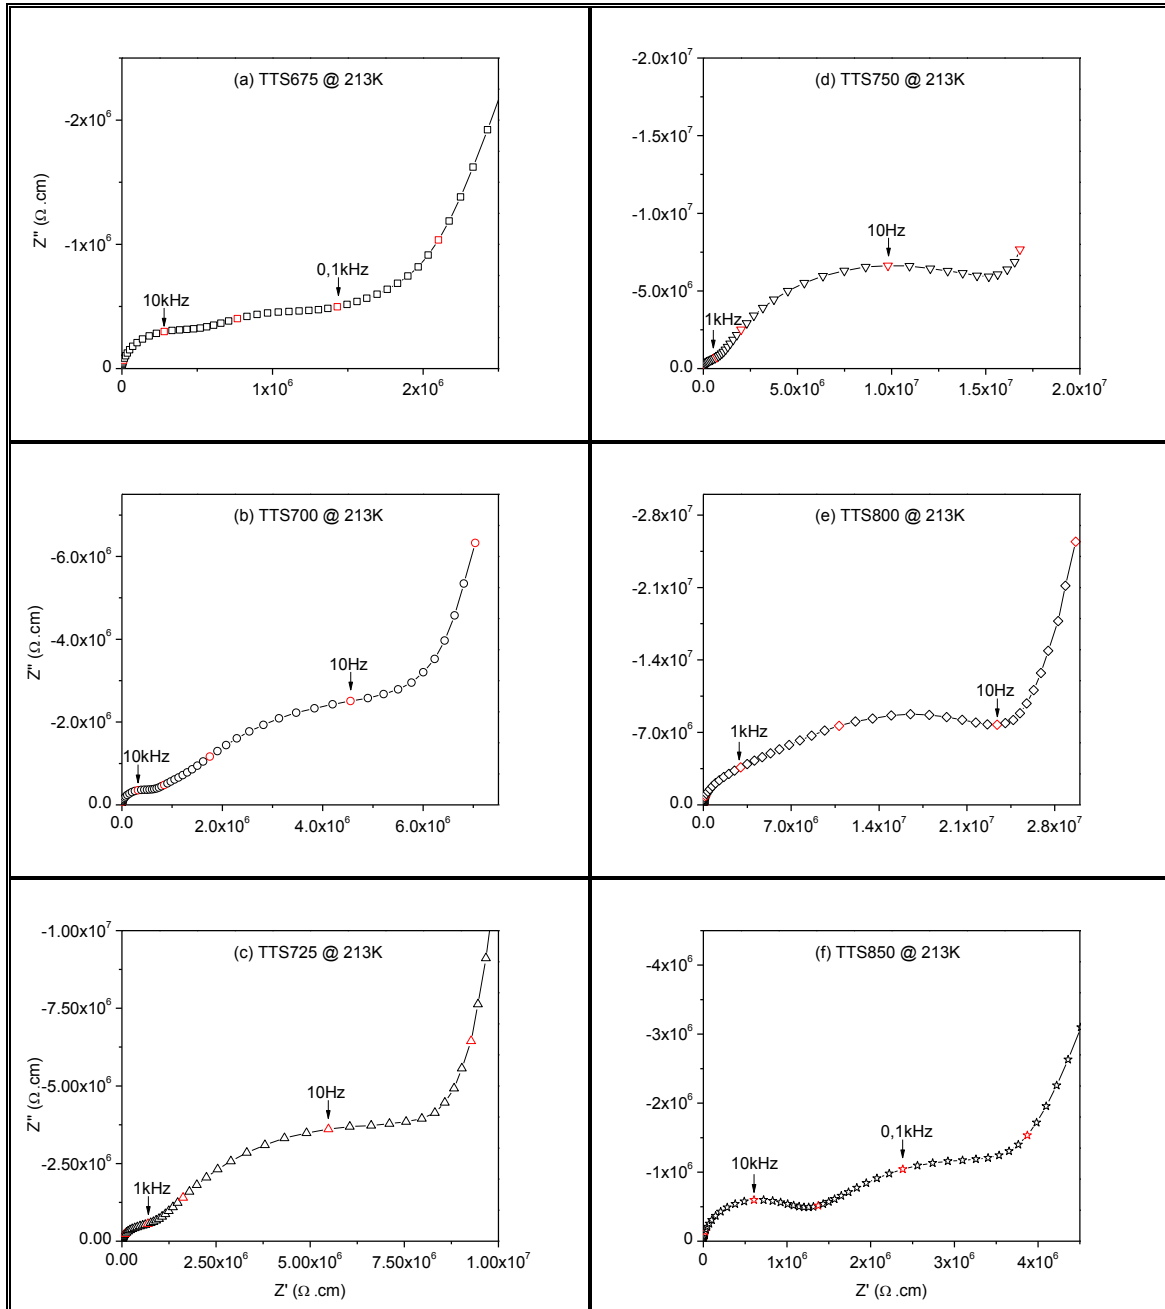 (a) TTS675 @ 213K
Z'' (Ω .cm)
-2x10⁶
-1x10⁶
0
10kHz
0,1kHz
0
1x10⁶
2x10⁶
(d) TTS750 @ 213K
-2.0x10⁷
-1.5x10⁷
-1.0x10⁷
-5.0x10⁶
0.0
10Hz
1kHz
0.0
5.0x10⁶
1.0x10⁷
1.5x10⁷
2.0x10⁷
(b) TTS700 @ 213K
Z'' (Ω .cm)
-6.0x10⁶
-4.0x10⁶
-2.0x10⁶
0.0
10Hz
10kHz
0.0
2.0x10⁶
4.0x10⁶
6.0x10⁶
(e) TTS800 @ 213K
-2.8x10⁷
-2.1x10⁷
-1.4x10⁷
-7.0x10⁶
0.0
10Hz
1kHz
0.0
7.0x10⁶
1.4x10⁷
2.1x10⁷
2.8x10⁷
(c) TTS725 @ 213K
Z'' (Ω .cm)
-1.00x10⁷
-7.50x10⁶
-5.00x10⁶
-2.50x10⁶
0.00
10Hz
1kHz
0.00
2.50x10⁶
5.00x10⁶
7.50x10⁶
1.00x10⁷
Z' (Ω .cm)
(f) TTS850 @ 213K
-4x10⁶
-3x10⁶
-2x10⁶
-1x10⁶
0
0,1kHz
10kHz
0
1x10⁶
2x10⁶
3x10⁶
4x10⁶
Z' (Ω .cm)